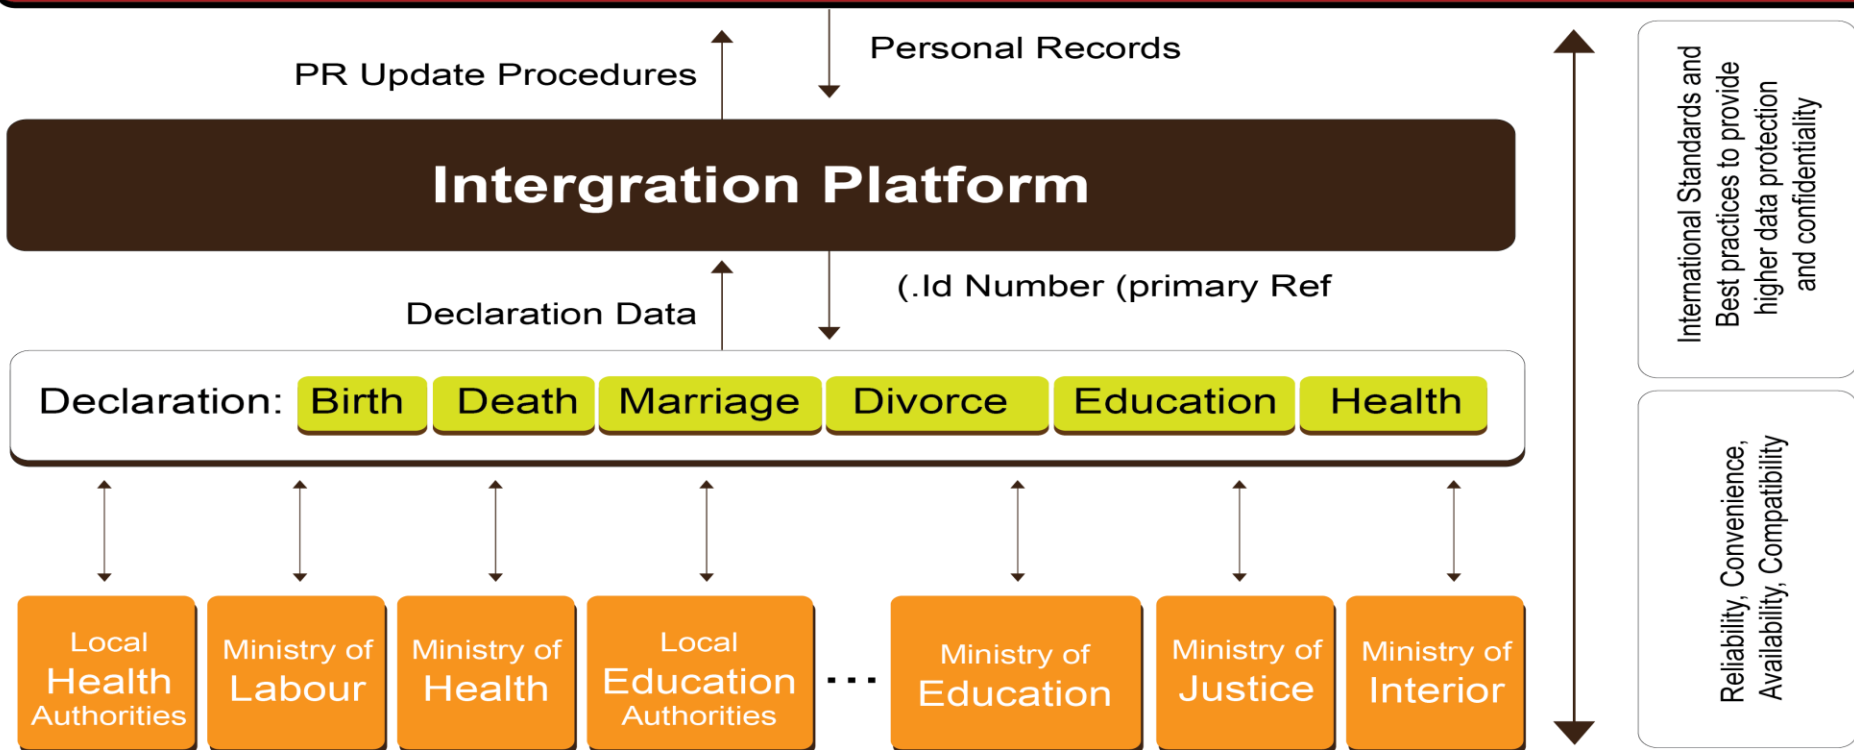 Personal Records
PR Update Procedures
Intergration Platform
(.Id Number (primary Ref
Declaration Data
Declaration: Birth Death Marriage Divorce Education Health
Local
Health
Authorities
Ministry of
Labour
Ministry of
Health
Local
Education
Authorities
...
Ministry of
Education
Ministry of
Justice
Ministry of
Interior
International Standards and
Best practices to provide
higher data protection
and confidentiality
Reliability, Convenience,
Availability, Compatibility